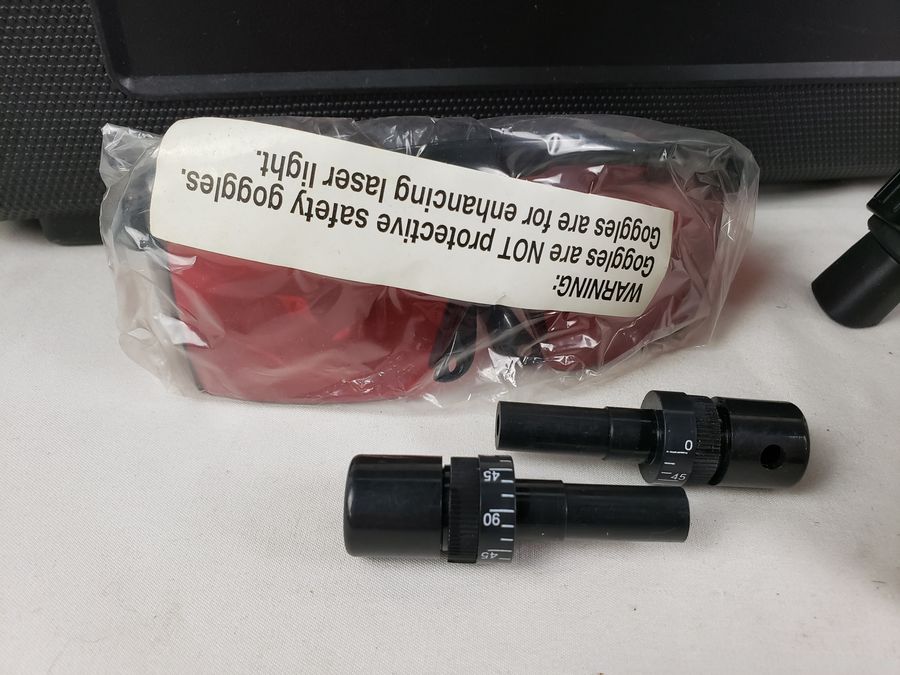 WARNING:
Goggles are NOT protective safety goggles.
Goggles are for enhancing laser light.
0
45
45
90
45